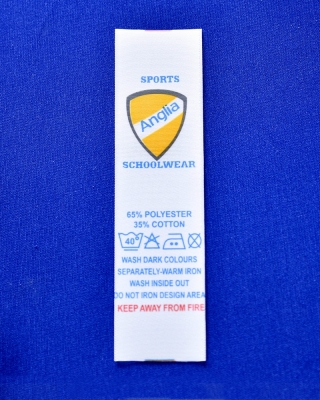 SPORTS
Anglia
SCHOOLWEAR
65% POLYESTER
35% COTTON
40°
WASH DARK COLOURS
SEPARATELY-WARM IRON
WASH INSIDE OUT
DO NOT IRON DESIGN AREA
KEEP AWAY FROM FIRE